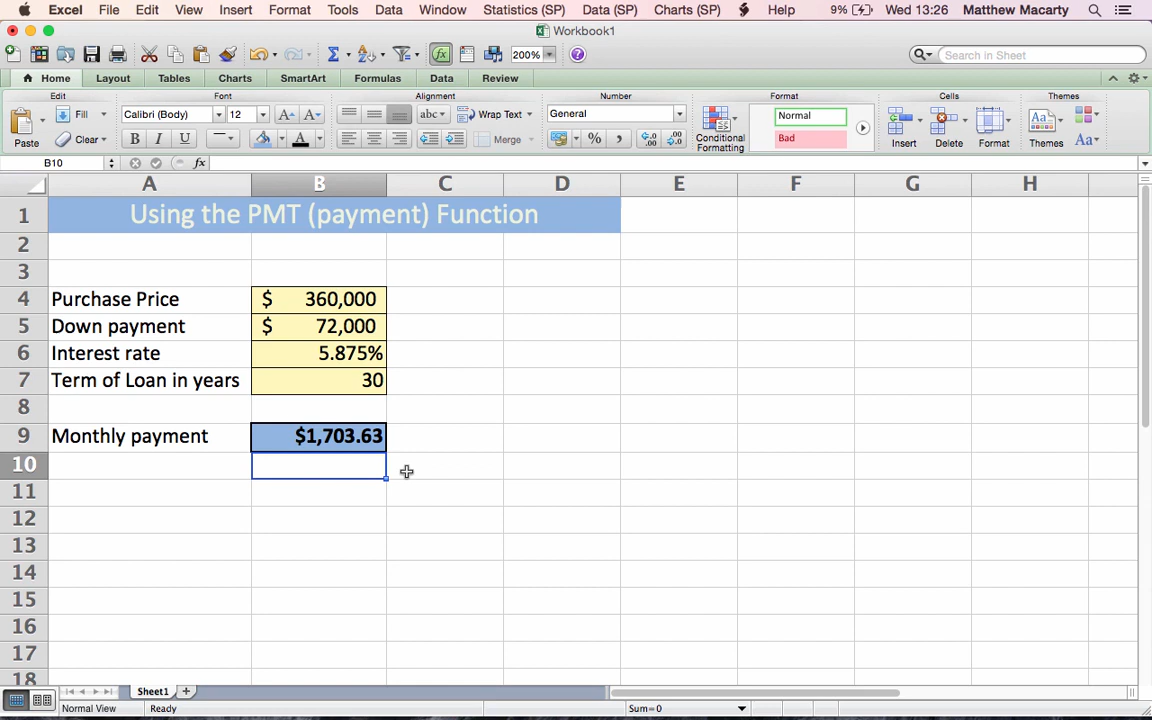 Excel File Edit View Insert Format Tools Data Window Statistics (SP) Data (SP) Charts (SP) Help 9% Wed 13:26 Matthew Macarty
Workbook1
200% Search in Sheet
Home Layout Tables Charts SmartArt Formulas Data Review
Edit Font Alignment Number Format Cells Themes
Paste Fill Clear Calibri (Body) 12 A A abc Wrap Text General Conditional Formatting Normal Insert Delete Format Themes Aa
B I U A Merge % , Bad Aa
B10 fx
A B C D E F G H
1 Using the PMT (payment) Function
2
3
4 Purchase Price $ 360,000
5 Down payment $ 72,000
6 Interest rate 5.875%
7 Term of Loan in years 30
8
9 Monthly payment $1,703.63
10
11
12
13
14
15
16
17
18
Sheet1
Normal View Ready Sum=0